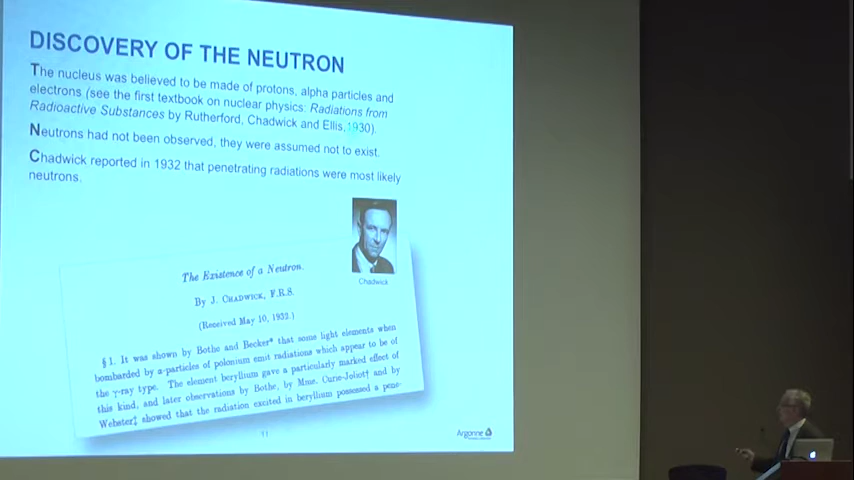 DISCOVERY OF THE NEUTRON
The nucleus was believed to be made of protons, alpha particles and
electrons (see the first textbook on nuclear physics: Radiations from
Radioactive Substances by Rutherford, Chadwick and Ellis,1930).
Neutrons had not been observed, they were assumed not to exist.
Chadwick reported in 1932 that penetrating radiations were most likely
neutrons.
Chadwick
The Existence of a Neutron.
By J. CHADWICK, F.R.S.
(Received May 10, 1932.)
§ 1. It was shown by Bothe and Becker* that some light elements when
bombarded by α-particles of polonium emit radiations which appear to be of
the γ-ray type. The element beryllium gave a particularly marked effect of
this kind, and later observations by Bothe, by Mme. Curie-Joliot† and by
Webster‡ showed that the radiation excited in beryllium possessed a pene-
11
Argonne